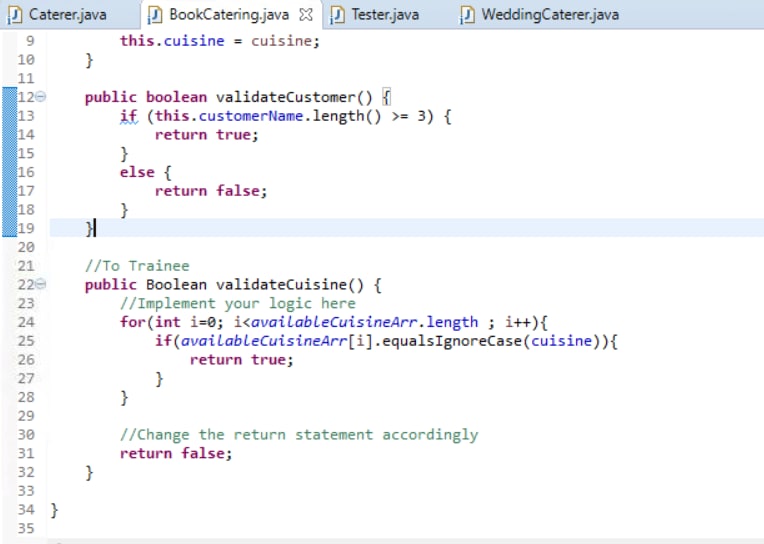 Caterer.java BookCatering.java Tester.java WeddingCaterer.java
9 this.cuisine = cuisine;
10 }
11
12 public boolean validateCustomer() {
13 if (this.customerName.length() >= 3) {
14 return true;
15 }
16 else {
17 return false;
18 }
19 }
20
21 //To Trainee
22 public Boolean validateCuisine() {
23 //Implement your logic here
24 for(int i=0; i<availableCuisineArr.length ; i++){
25 if(availableCuisineArr[i].equalsIgnoreCase(cuisine)){
26 return true;
27 }
28 }
29
30 //Change the return statement accordingly
31 return false;
32 }
33
34 }
35